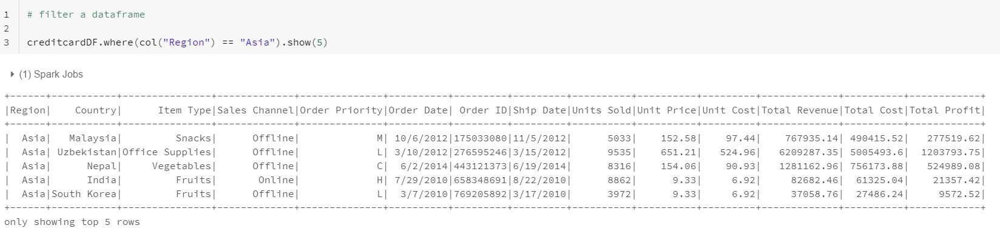 1 # filter a dataframe
2
3 creditcardDF.where(col("Region") == "Asia").show(5)
(1) Spark Jobs
+------+-----------+---------------+-------------+--------------+----------+---------+---------+----------+----------+---------+-------------+----------+------------+
|Region|    Country|      Item Type|Sales Channel|Order Priority|Order Date| Order ID|Ship Date|Units Sold|Unit Price|Unit Cost|Total Revenue|Total Cost|Total Profit|
+------+-----------+---------------+-------------+--------------+----------+---------+---------+----------+----------+---------+-------------+----------+------------+
|  Asia|   Malaysia|         Snacks|      Offline|             M| 10/6/2012|175033080|11/5/2012|      5033|    152.58|    97.44|    767935.14| 490415.52|   277519.62|
|  Asia| Uzbekistan|Office Supplies|      Offline|             L| 3/10/2012|276595246|3/15/2012|      9535|    651.21|   524.96|   6209287.35| 5005493.6|  1203793.75|
|  Asia|      Nepal|     Vegetables|      Offline|             C|  6/2/2014|443121373|6/19/2014|      8316|    154.06|    90.93|   1281162.96| 756173.88|   524989.08|
|  Asia|      India|         Fruits|       Online|             H| 7/29/2010|658348691|8/22/2010|      8862|      9.33|     6.92|     82682.46|  61325.04|    21357.42|
|  Asia|South Korea|         Fruits|      Offline|             L|  3/7/2010|769205892|3/17/2010|      3972|      9.33|     6.92|     37058.76|  27486.24|     9572.52|
+------+-----------+---------------+-------------+--------------+----------+---------+---------+----------+----------+---------+-------------+----------+------------+
only showing top 5 rows